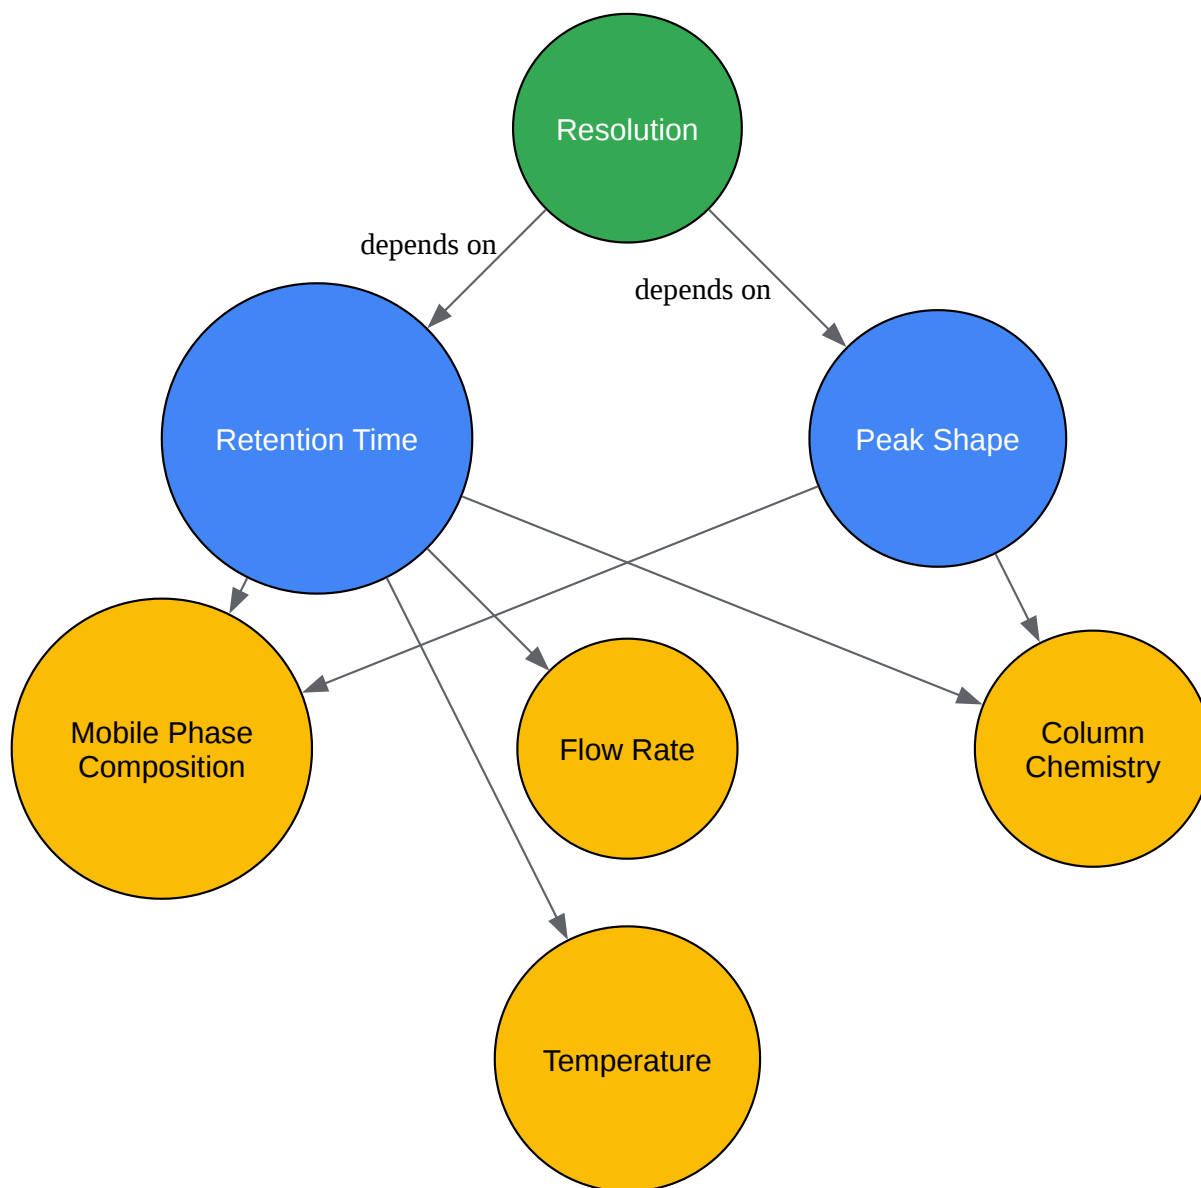 Resolution
depends on
depends on
Retention Time
Peak Shape
Mobile Phase
Composition
Flow Rate
Column
Chemistry
Temperature